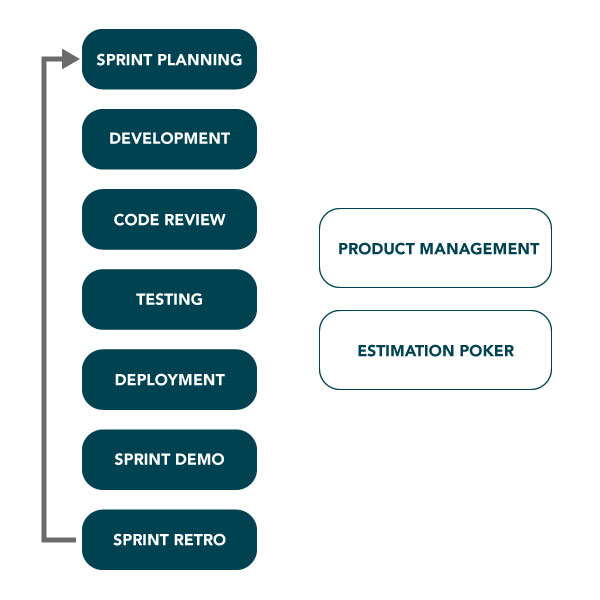 SPRINT PLANNING
DEVELOPMENT
CODE REVIEW
TESTING
DEPLOYMENT
SPRINT DEMO
SPRINT RETRO
PRODUCT MANAGEMENT
ESTIMATION POKER